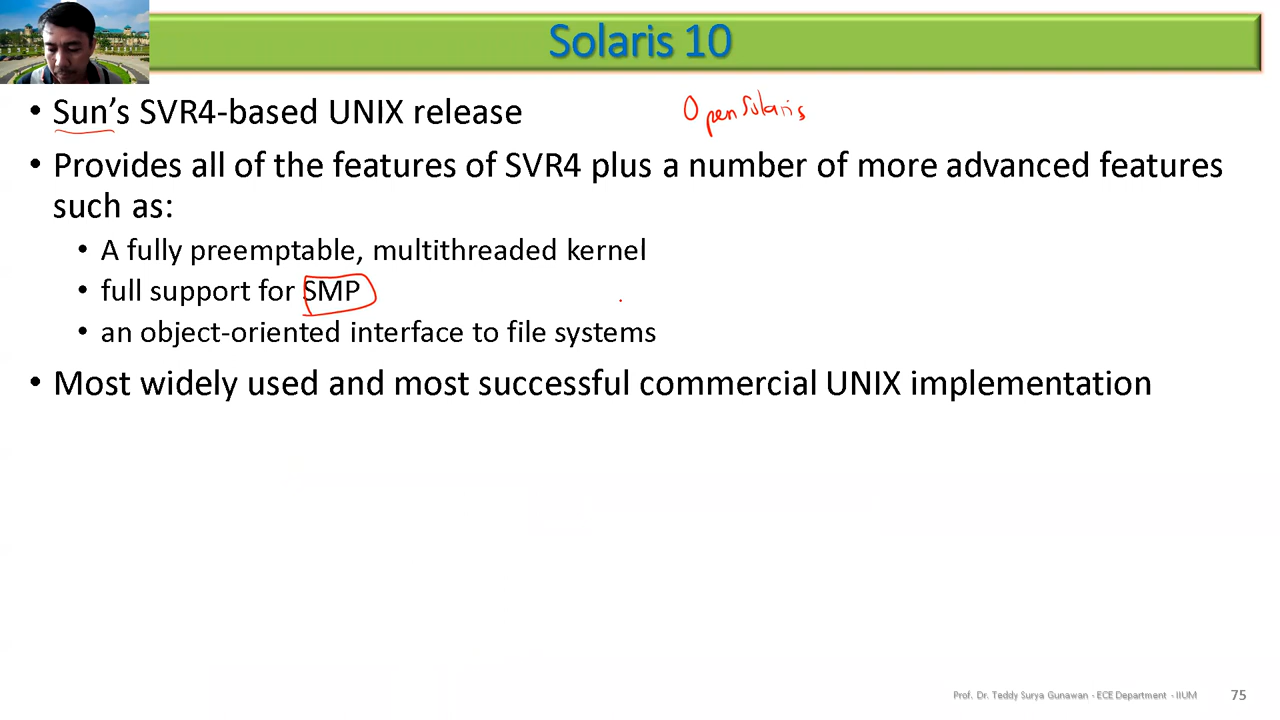 Solaris 10
• Sun's SVR4-based UNIX release
OpenSolaris
• Provides all of the features of SVR4 plus a number of more advanced features
such as:
• A fully preemptable, multithreaded kernel
• full support for SMP
• an object-oriented interface to file systems
• Most widely used and most successful commercial UNIX implementation
Prof. Dr. Teddy Surya Gunawan - ECE Department - IIUM
75